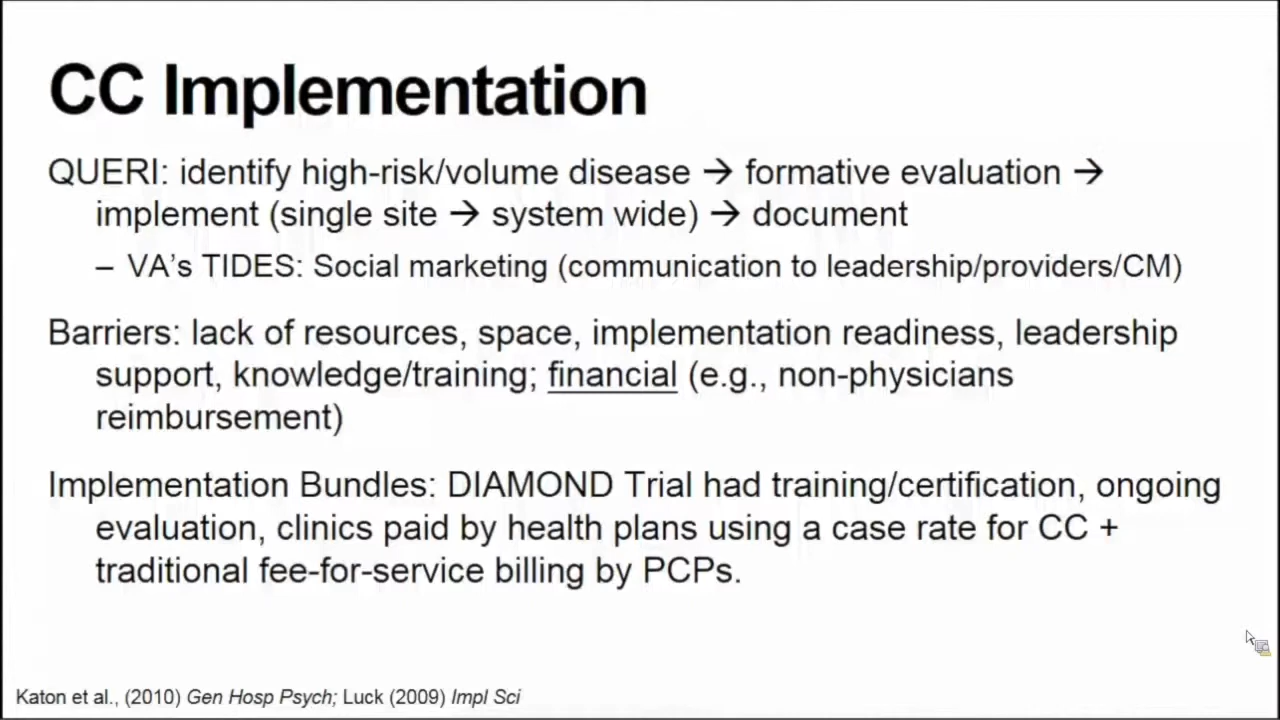 CC Implementation
QUERI: identify high-risk/volume disease → formative evaluation →
implement (single site → system wide) → document
– VA's TIDES: Social marketing (communication to leadership/providers/CM)
Barriers: lack of resources, space, implementation readiness, leadership
support, knowledge/training; financial (e.g., non-physicians
reimbursement)
Implementation Bundles: DIAMOND Trial had training/certification, ongoing
evaluation, clinics paid by health plans using a case rate for CC +
traditional fee-for-service billing by PCPs.
Katon et al., (2010) Gen Hosp Psych; Luck (2009) Impl Sci